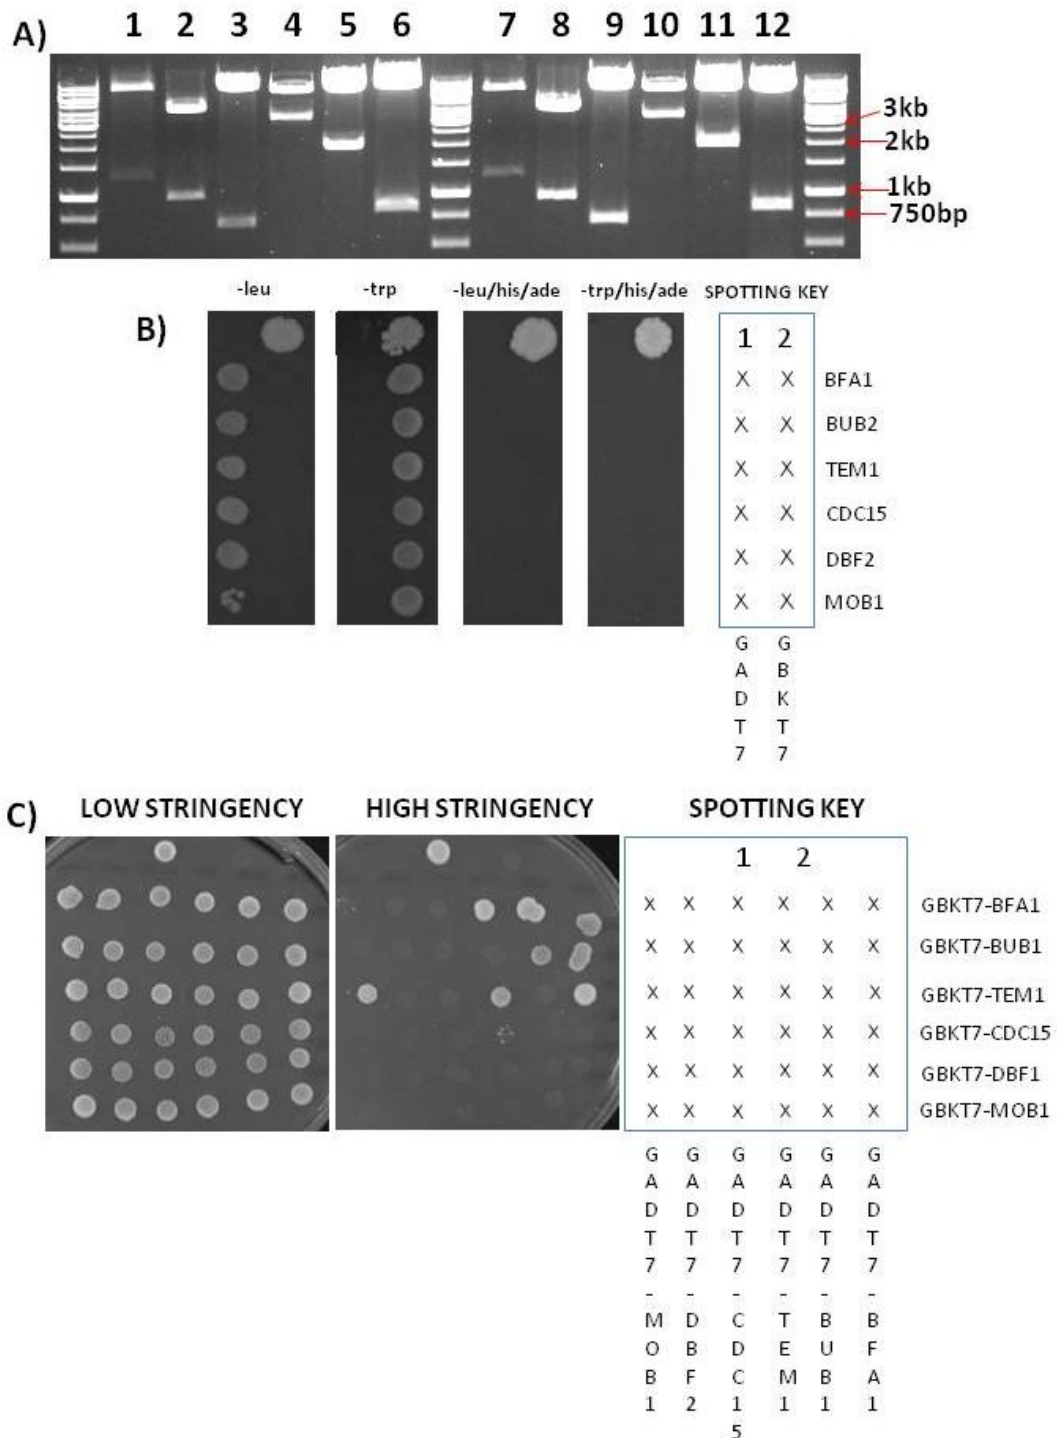 A)
1 2 3 4 5 6 7 8 9 10 11 12
3kb
2kb
1kb
750bp
B)
-leu -trp -leu/his/ade -trp/his/ade SPOTTING KEY
1 2
X X BFA1
X X BUB2
X X TEM1
X X CDC15
X X DBF2
X X MOB1
G G
A B
D K
T T
7 7
C)
LOW STRINGENCY HIGH STRINGENCY SPOTTING KEY
1 2
X X X X X X GBKT7-BFA1
X X X X X X GBKT7-BUB1
X X X X X X GBKT7-TEM1
X X X X X X GBKT7-CDC15
X X X X X X GBKT7-DBF1
X X X X X X GBKT7-MOB1
G G G G G G
A A A A A A
D D D D D D
T T T T T T
7 7 7 7 7 7
- - - - - -
M D C T B B
O B D E U F
B F C M B A
1 2 1 1 1 1
5